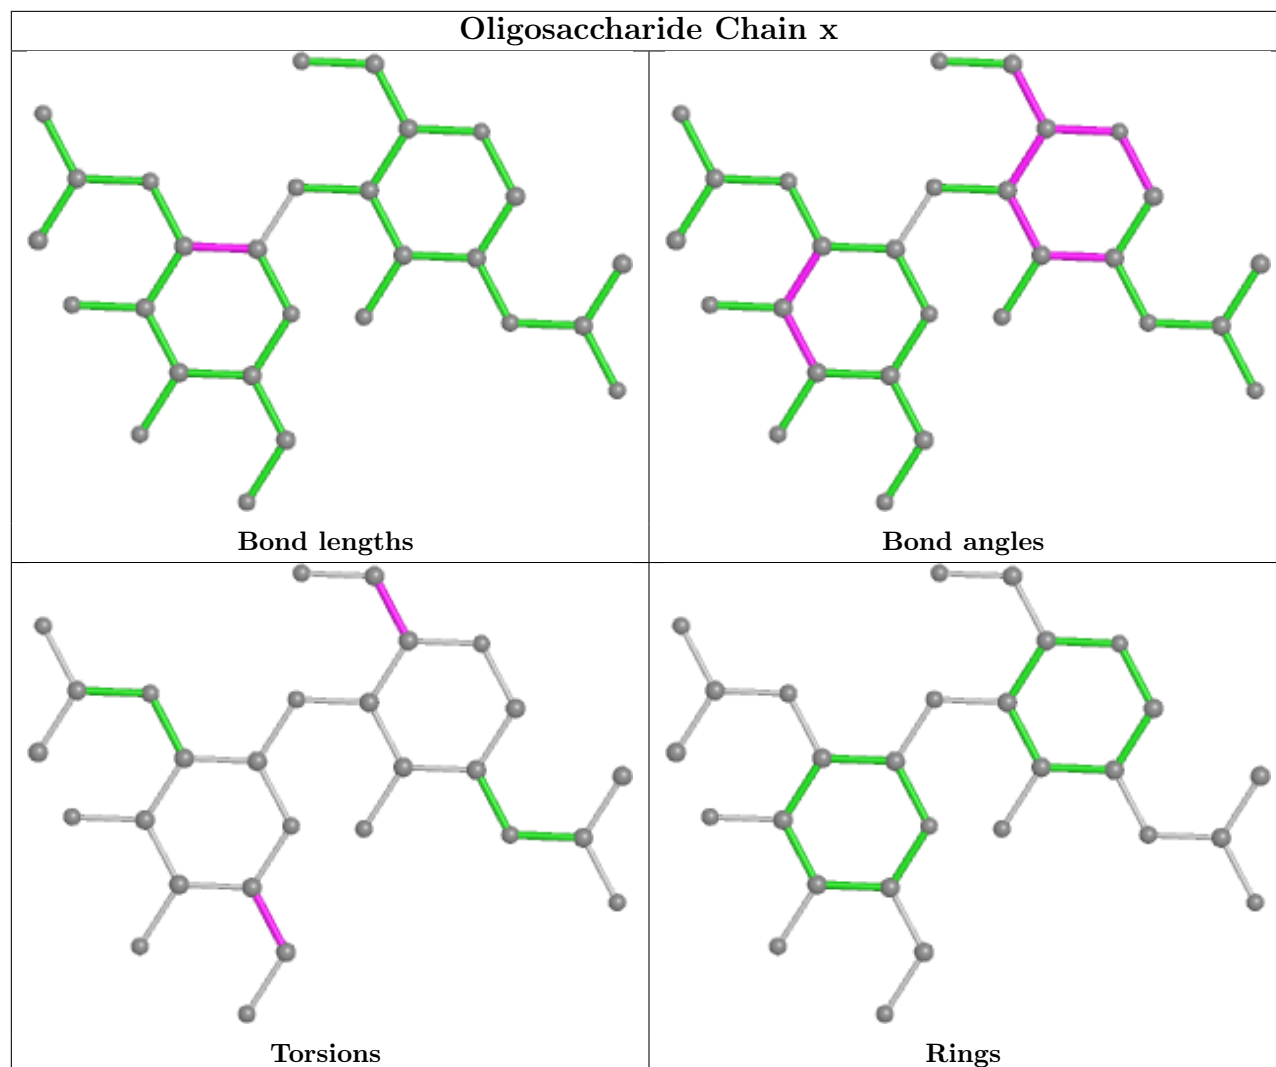 Oligosaccharide Chain x
Bond lengths
Bond angles
Torsions
Rings